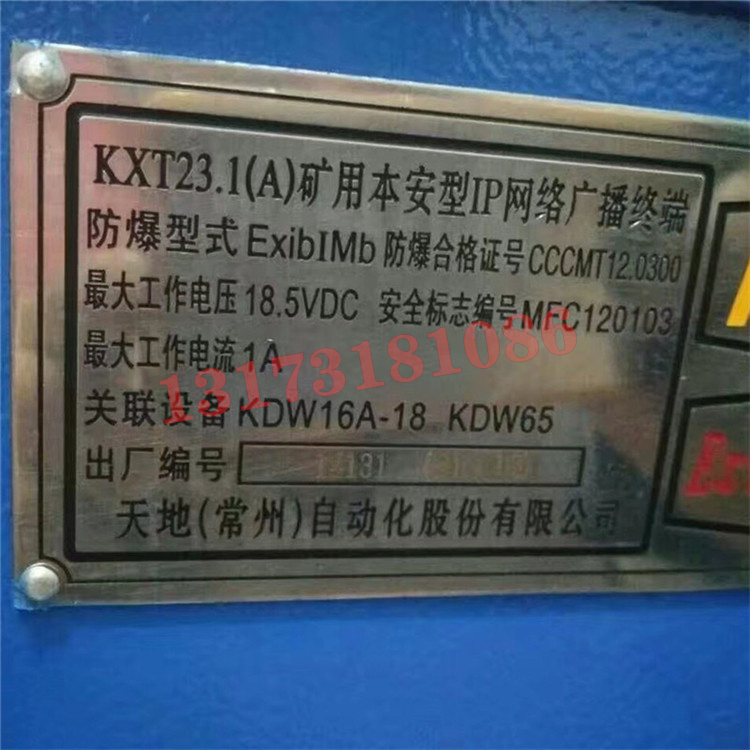 KXT23.1(A)矿用本安型IP网络广播终端
防爆型式 ExibIMb 防爆合格证号 CCCMT12.0300
最大工作电压 18.5VDC 安全标志编号 MFC120103
最大工作电流 1A
13173181086
关联设备 KDW16A-18 KDW65
出厂编号
天地(常州)自动化股份有限公司